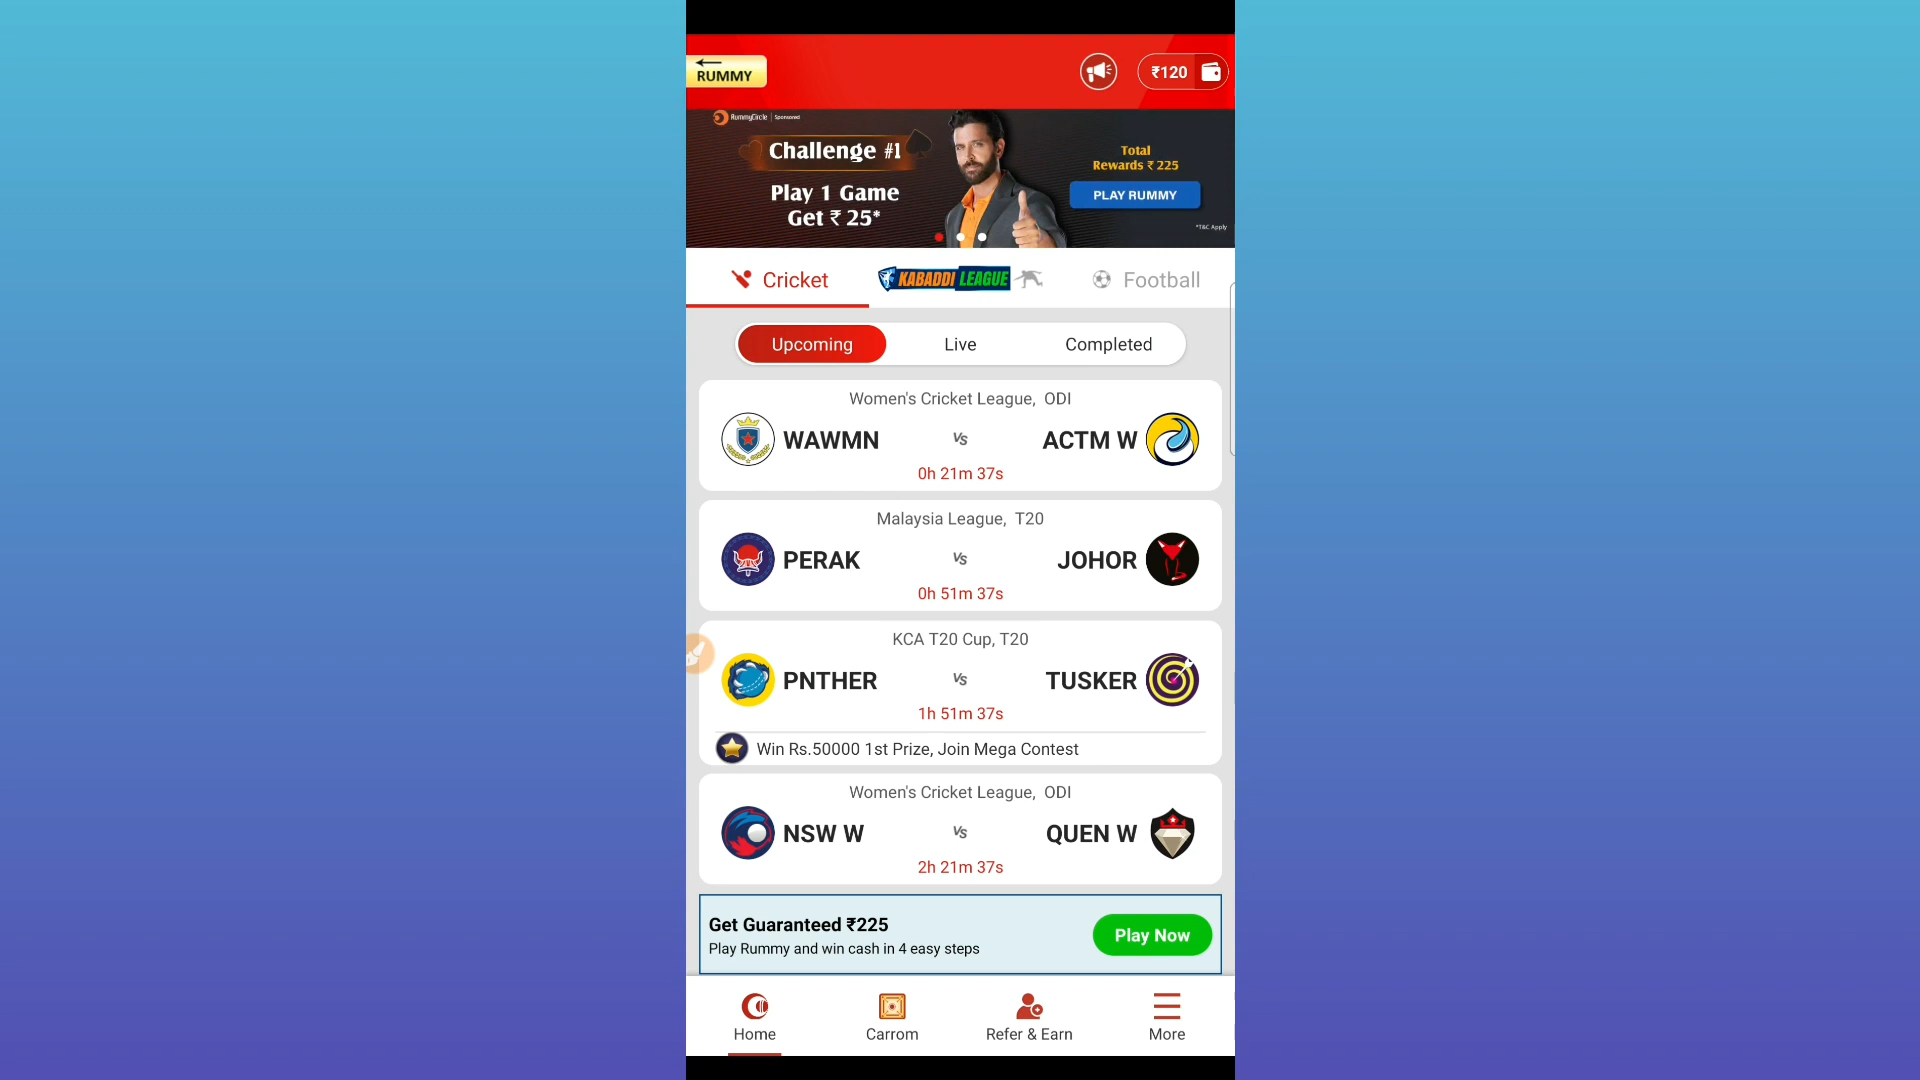 RUMMY
₹120
RummyCircle | Sponsored
Challenge #1
Play 1 Game
Get ₹ 25*
Total
Rewards ₹ 225
PLAY RUMMY
*T&C Apply
Cricket
KABADDI LEAGUE
Football
Upcoming
Live
Completed
Women's Cricket League, ODI
WAWMN
VS
ACTM W
0h 21m 37s
Malaysia League, T20
PERAK
VS
JOHOR
0h 51m 37s
KCA T20 Cup, T20
PNTHER
VS
TUSKER
1h 51m 37s
Win Rs.50000 1st Prize, Join Mega Contest
Women's Cricket League, ODI
NSW W
VS
QUEN W
2h 21m 37s
Get Guaranteed ₹225
Play Rummy and win cash in 4 easy steps
Play Now
Home
Carrom
Refer & Earn
More